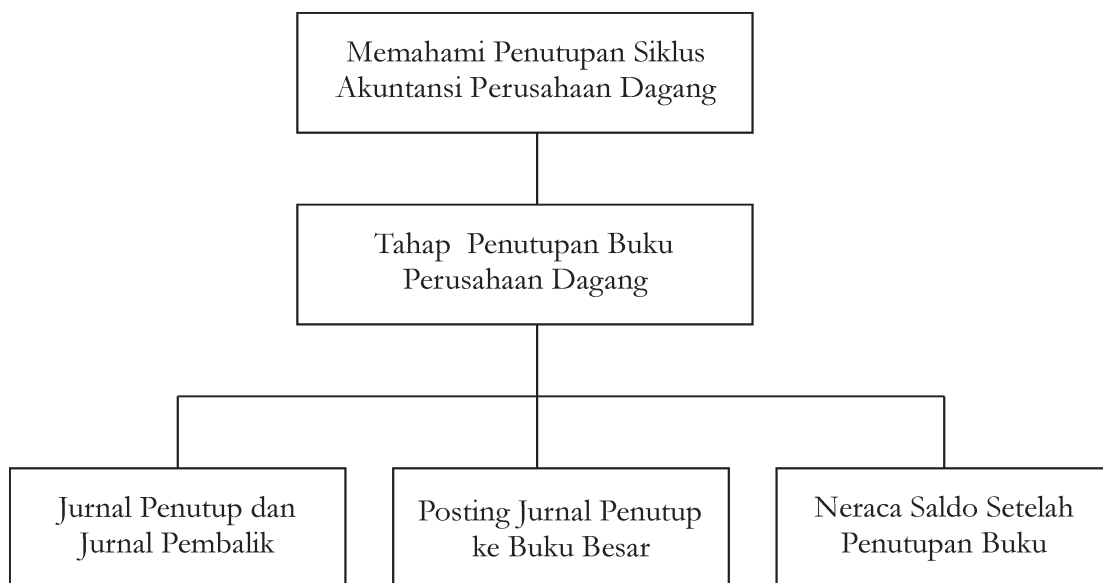 Memahami Penutupan Siklus
Akuntansi Perusahaan Dagang
Tahap Penutupan Buku
Perusahaan Dagang
Jurnal Penutup dan
Jurnal Pembalik
Posting Jurnal Penutup
ke Buku Besar
Neraca Saldo Setelah
Penutupan Buku